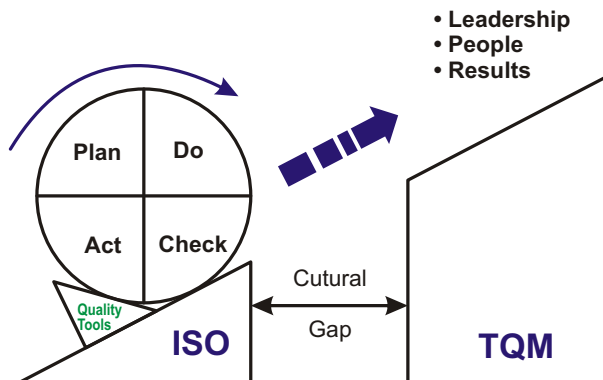 • Leadership
• People
• Results
Plan
Do
Act
Check
Quality
Tools
ISO
Cutural
Gap
TQM